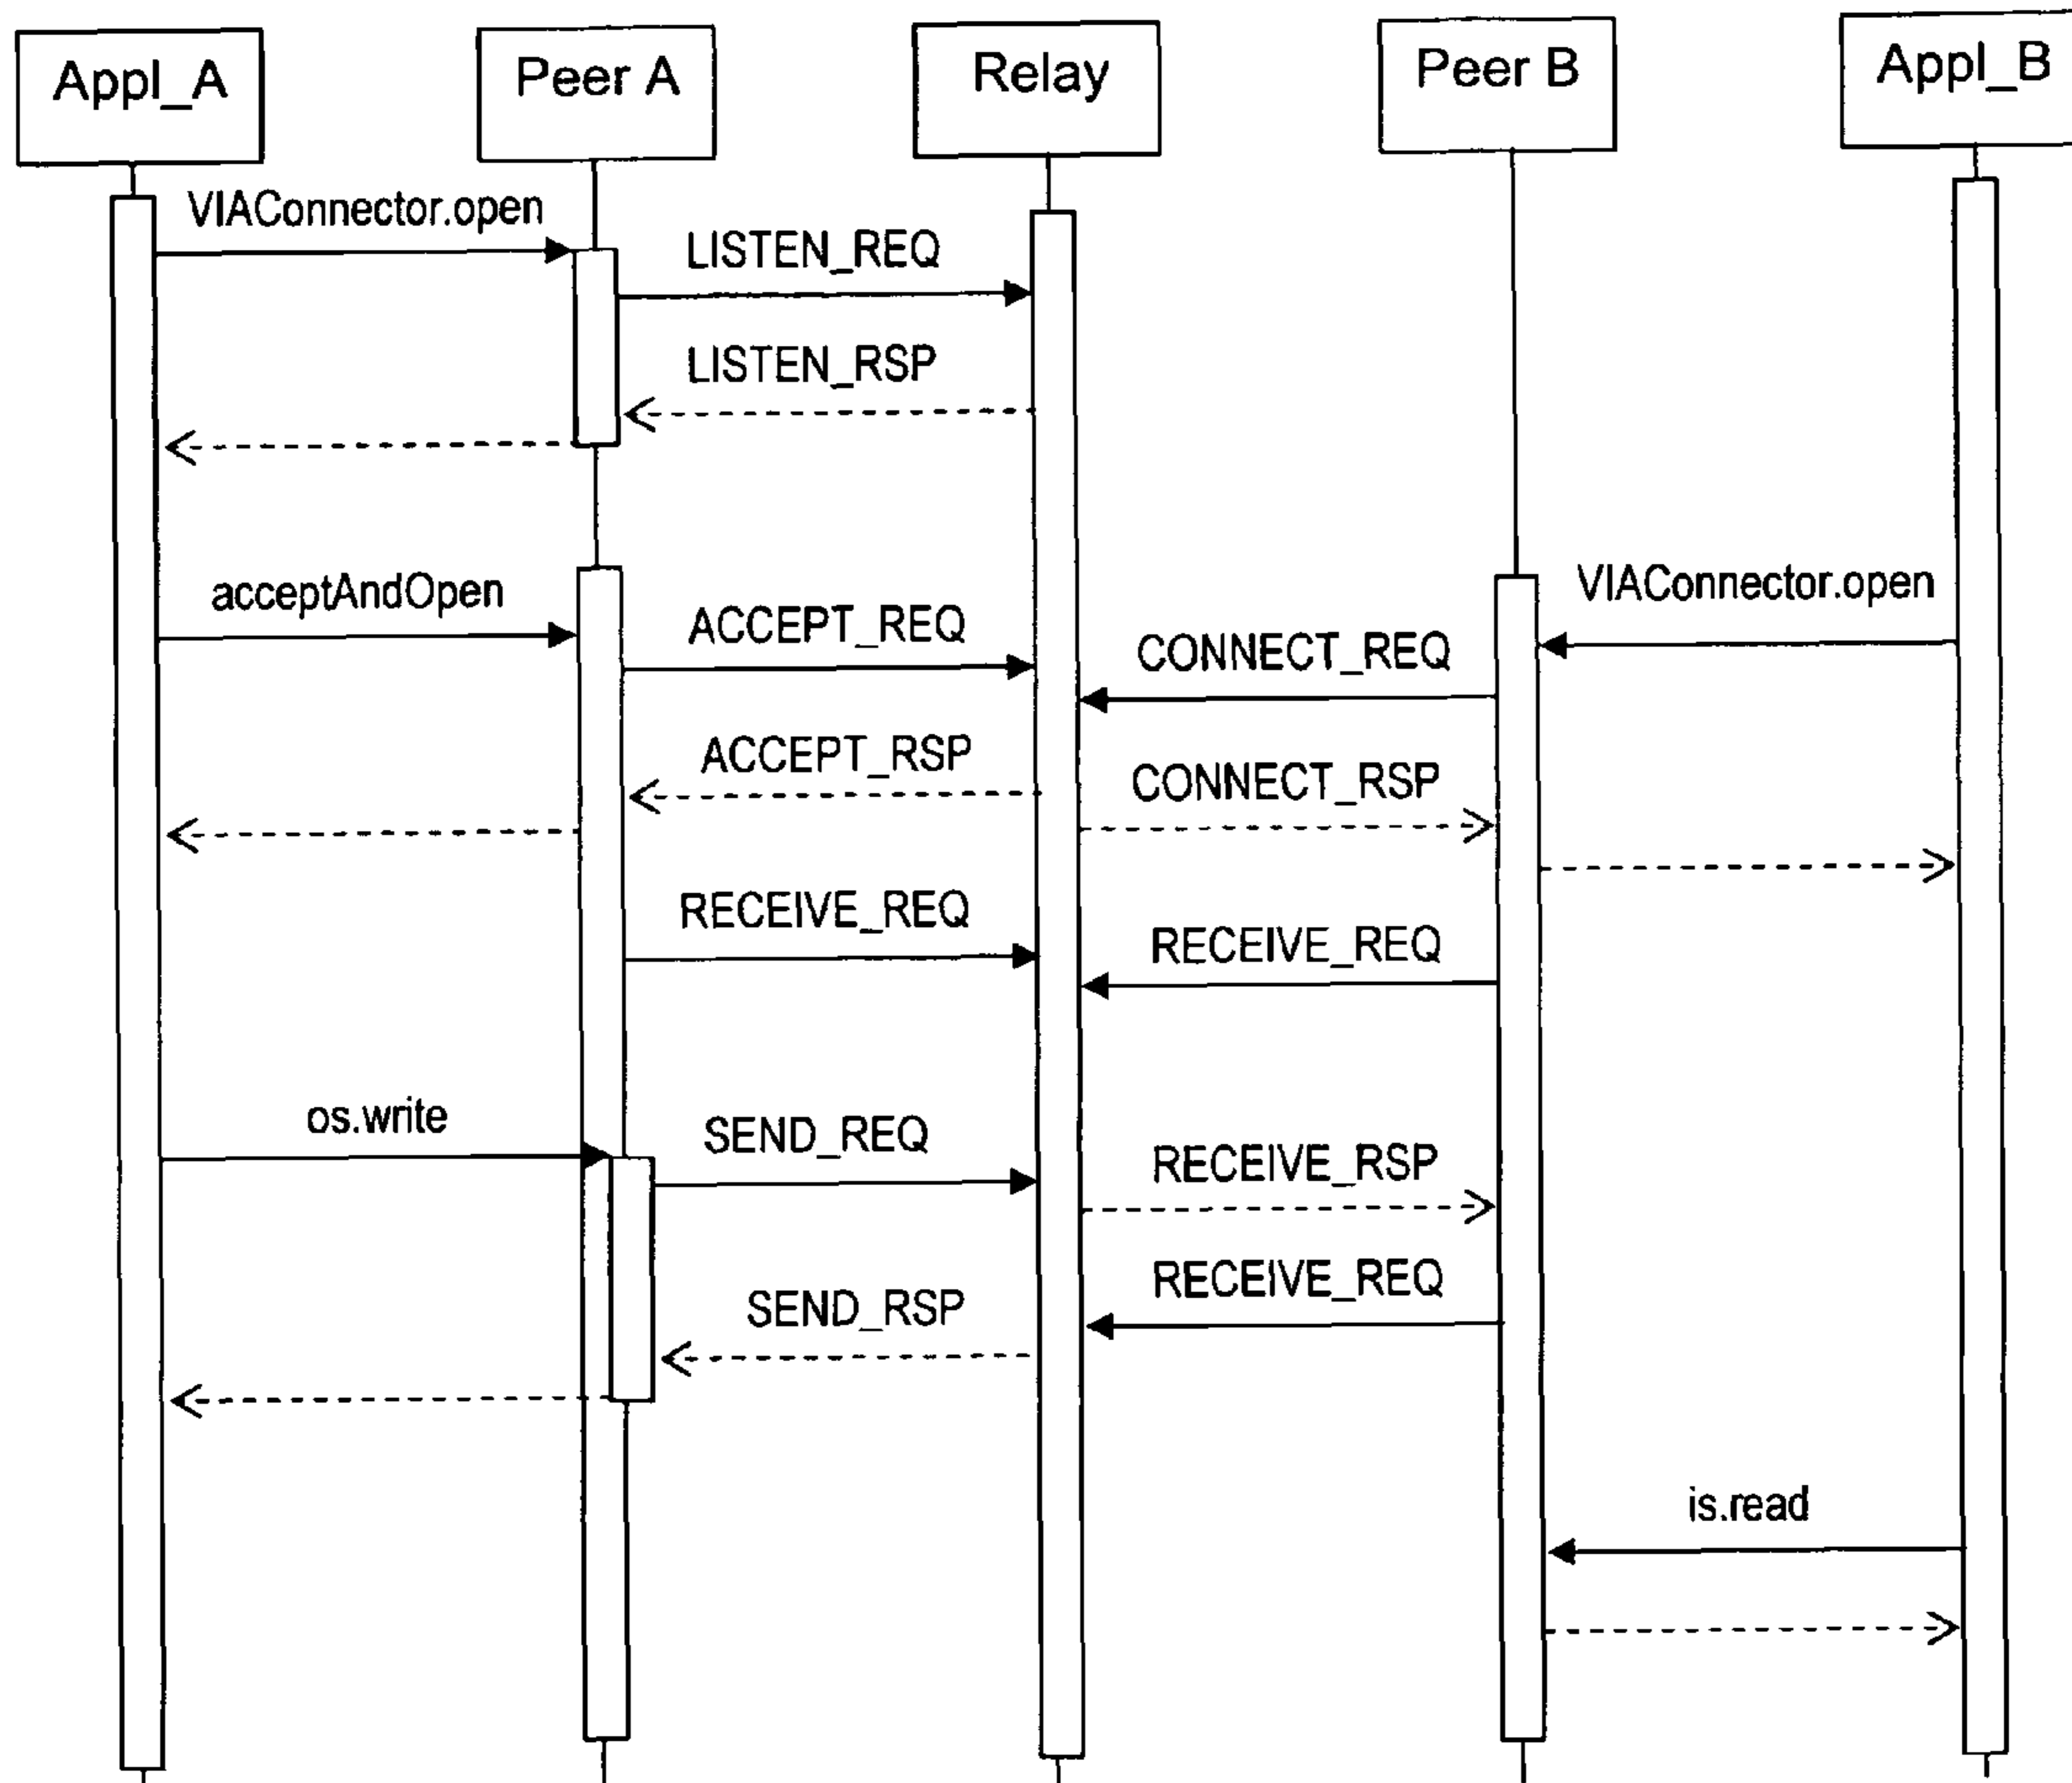 Appl_A
Peer A
Relay
Peer B
Appl_B
VIAConnector.open
LISTEN_REQ
LISTEN_RSP
acceptAndOpen
ACCEPT_REQ
VIAConnector.open
CONNECT_REQ
ACCEPT_RSP
CONNECT_RSP
RECEIVE_REQ
RECEIVE_REQ
os.write
SEND_REQ
RECEIVE_RSP
RECEIVE_REQ
SEND_RSP
is.read